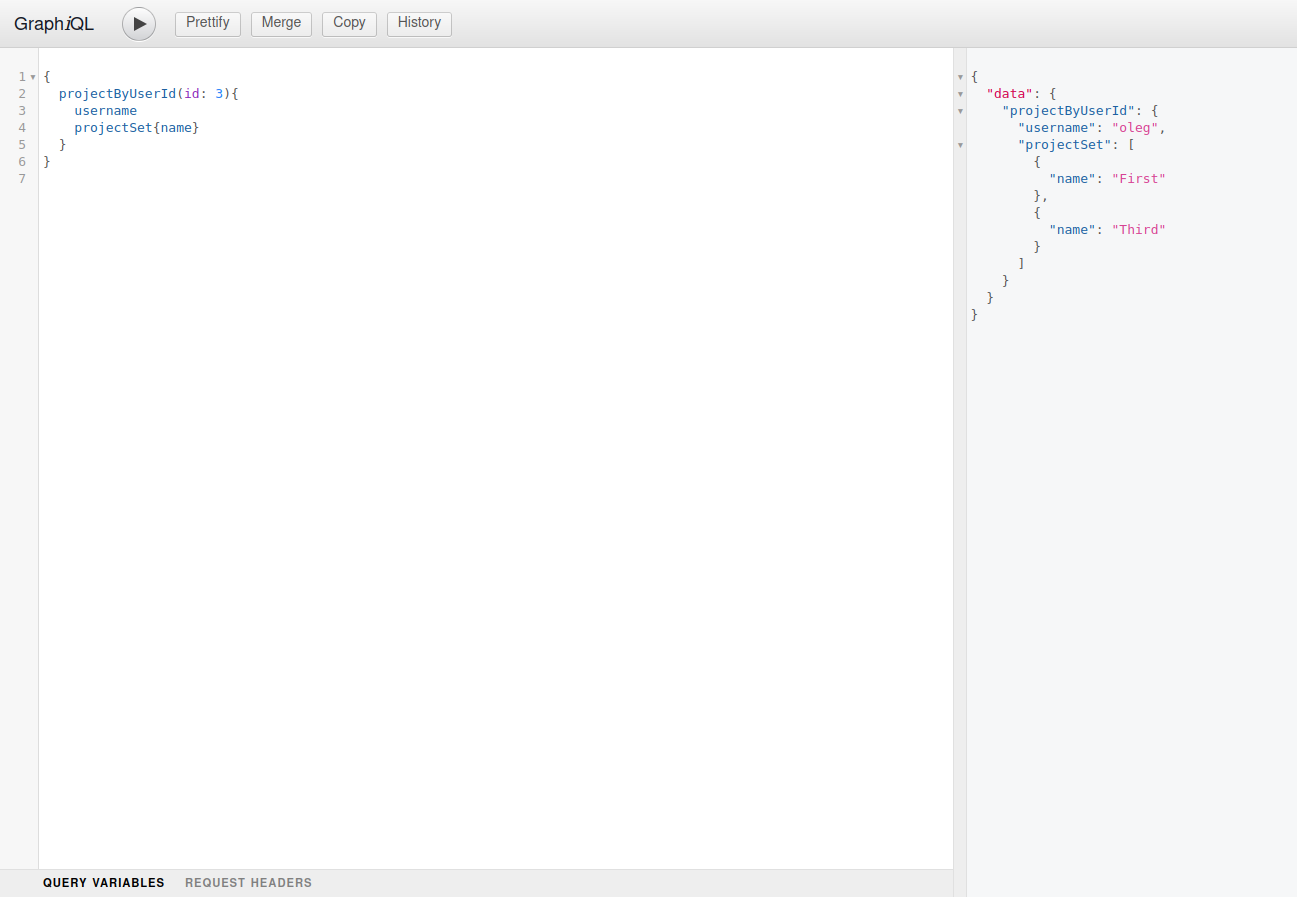 GraphiQL
Prettify
Merge
Copy
History
1 {
2   projectByUserId(id: 3){
3     username
4     projectSet{name}
5   }
6 }
7
{
  "data": {
    "projectByUserId": {
      "username": "oleg",
      "projectSet": [
        {
          "name": "First"
        },
        {
          "name": "Third"
        }
      ]
    }
  }
}
QUERY VARIABLES
REQUEST HEADERS